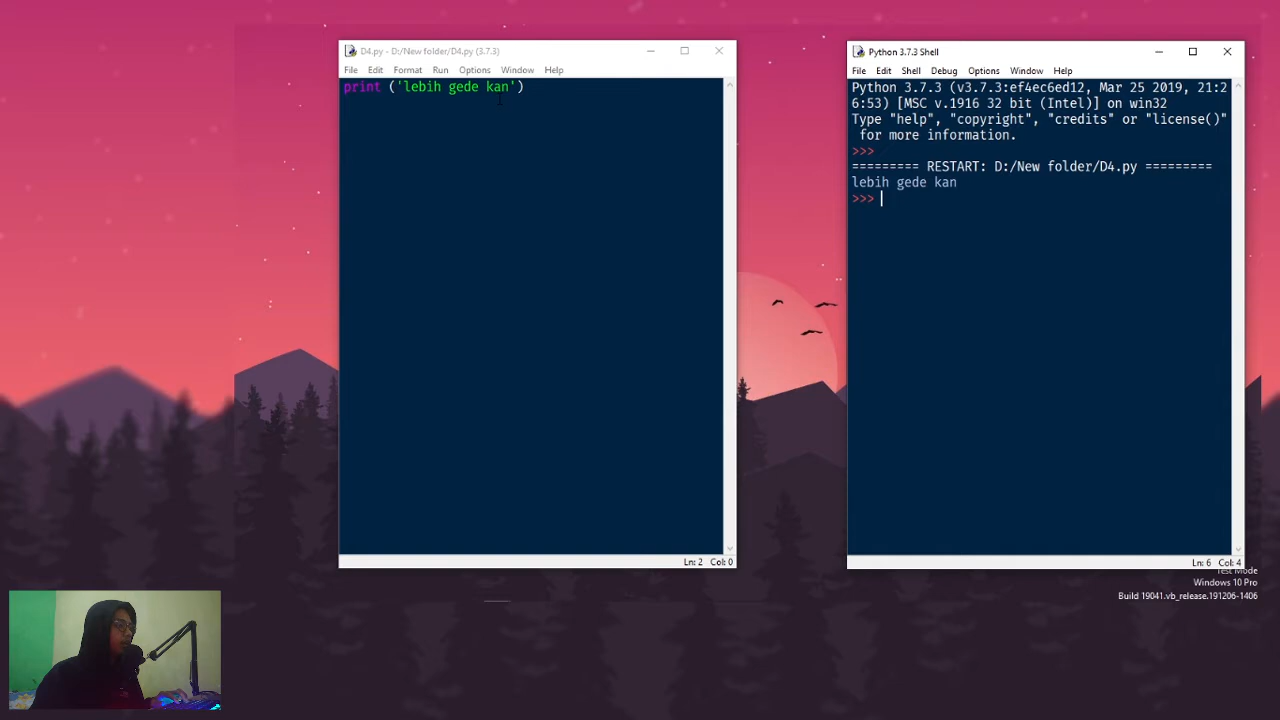 D4.py - D:/New folder/D4.py (3.7.3)
File Edit Format Run Options Window Help
print ('lebih gede kan')
Ln: 2 Col: 0
Python 3.7.3 Shell
File Edit Shell Debug Options Window Help
Python 3.7.3 (v3.7.3:ef4ec6ed12, Mar 25 2019, 21:2
6:53) [MSC v.1916 32 bit (Intel)] on win32
Type "help", "copyright", "credits" or "license()"
for more information.
>>>
========= RESTART: D:/New folder/D4.py =========
lebih gede kan
>>>
Ln: 6 Col: 4
Test Mode
Windows 10 Pro
Build 19041.vb_release.191206-1406